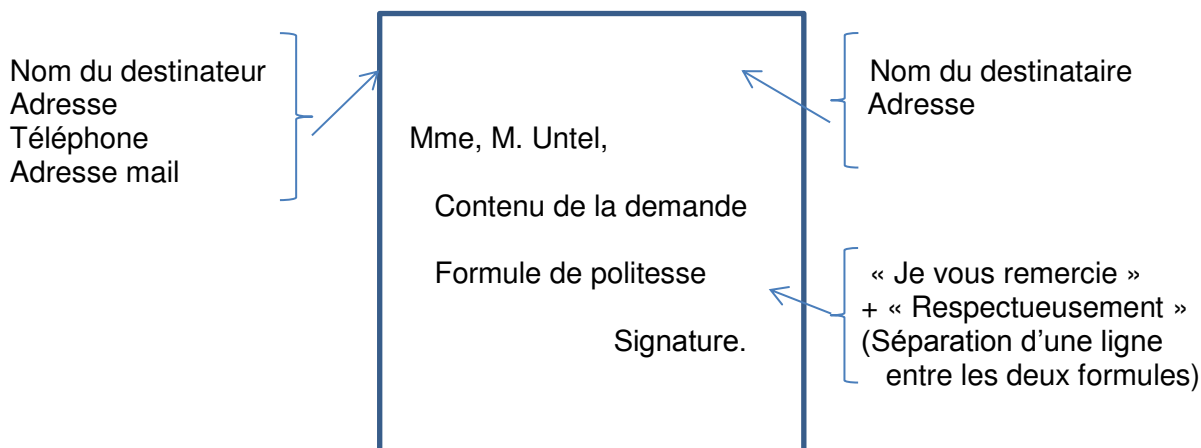 Nom du destinateur
Adresse
Téléphone
Adresse mail
Nom du destinataire
Adresse
Mme, M. Untel,
Contenu de la demande
Formule de politesse
« Je vous remercie »
+ « Respectueusement »
(Séparation d’une ligne
entre les deux formules)
Signature.